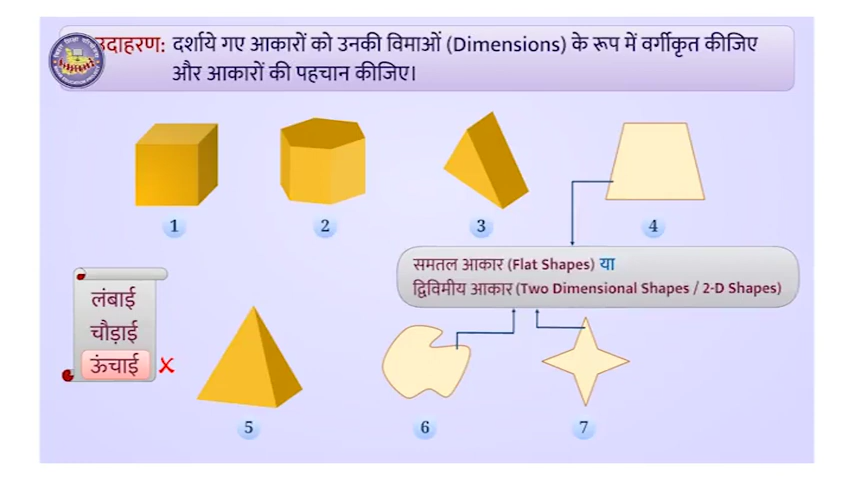 उदाहरण: दर्शाये गए आकारों को उनकी विमाओं (Dimensions) के रूप में वर्गीकृत कीजिए
और आकारों की पहचान कीजिए।
1
2
3
4
समतल आकार (Flat Shapes) या
द्विविमीय आकार (Two Dimensional Shapes / 2-D Shapes)
लंबाई
चौड़ाई
ऊंचाई
5
6
7